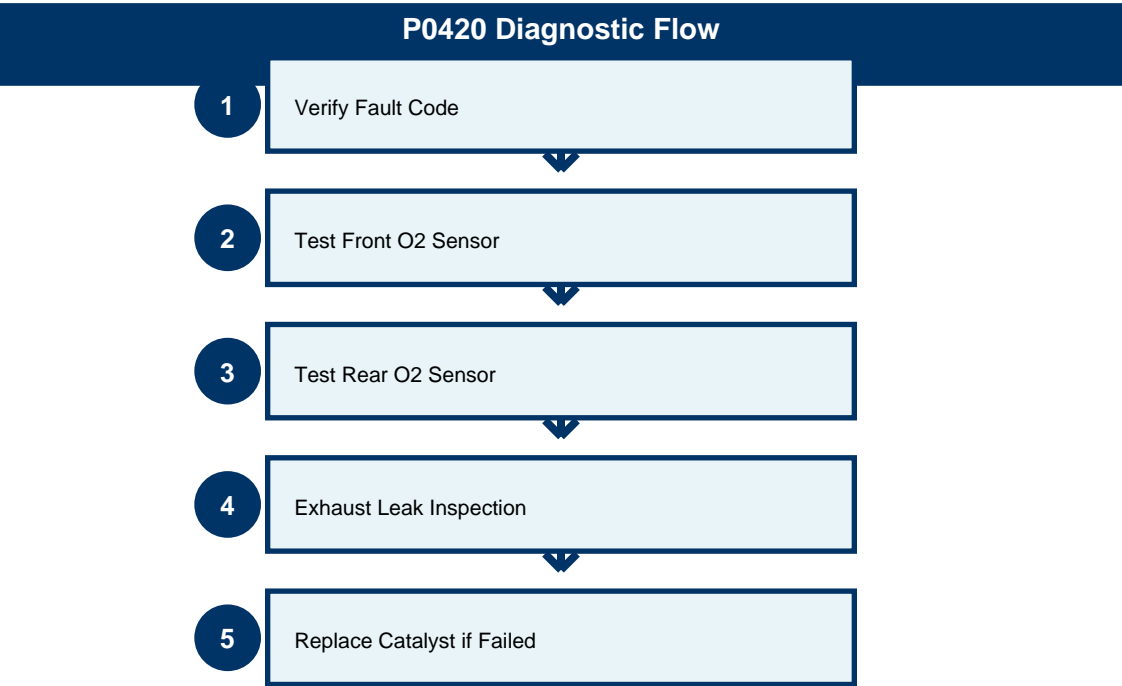 P0420 Diagnostic Flow
1 Verify Fault Code
2 Test Front O2 Sensor
3 Test Rear O2 Sensor
4 Exhaust Leak Inspection
5 Replace Catalyst if Failed